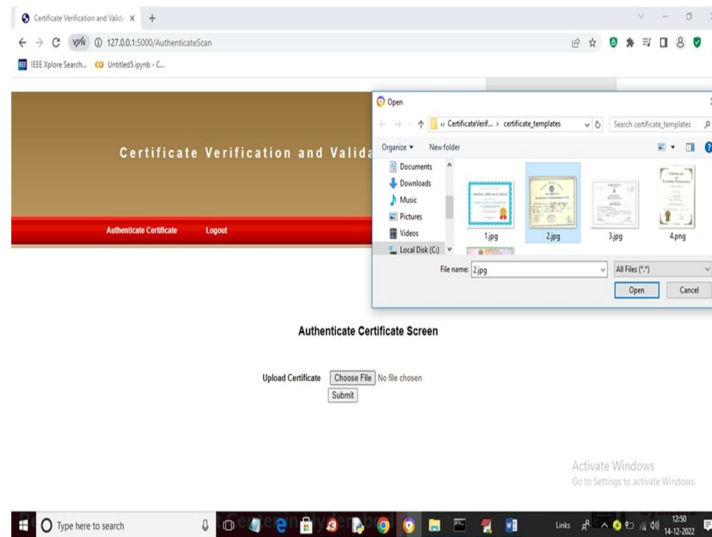 Certificate Verification and Valida
127.0.0.1:5000/AuthenticateScan
IEEE Xplore Search...
Untitled5.ipynb - C...
Certificate Verification and Valida
Authenticate Certificate
Logout
Open
« CertificateVerif... › certificate_templates
Search certificate_templates
Organize
New folder
Documents
Downloads
Music
Pictures
Videos
Local Disk (C:)
1.jpg
2.jpg
3.jpg
4.png
File name:
2.jpg
All Files (*.*)
Open
Cancel
Authenticate Certificate Screen
Upload Certificate
Choose File
No file chosen
Submit
Activate Windows
Go to Settings to activate Windows.
Type here to search
Links
12:50
14-12-2022